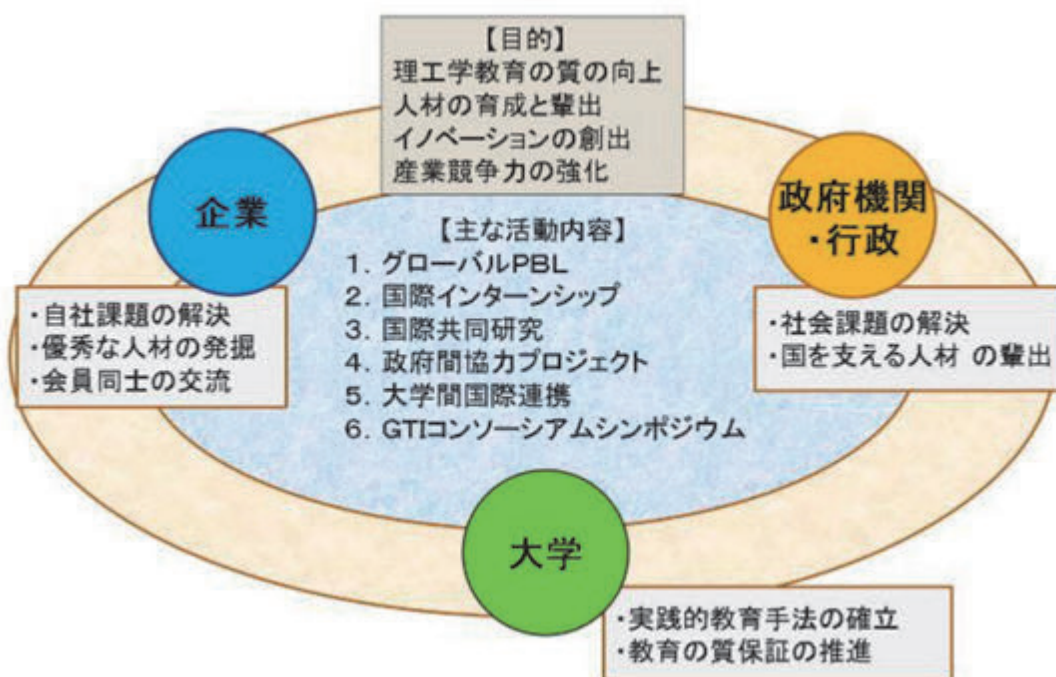 【目的】
理工学教育の質の向上
人材の育成と輩出
イノベーションの創出
産業競争力の強化
企業
政府機関
・行政
【主な活動内容】
1. グローバルPBL
2. 国際インターンシップ
3. 国際共同研究
4. 政府間協力プロジェクト
5. 大学間国際連携
6. GTIコンソーシアムシンポジウム
・自社課題の解決
・優秀な人材の発掘
・会員同士の交流
・社会課題の解決
・国を支える人材 の輩出
大学
・実践的教育手法の確立
・教育の質保証の推進